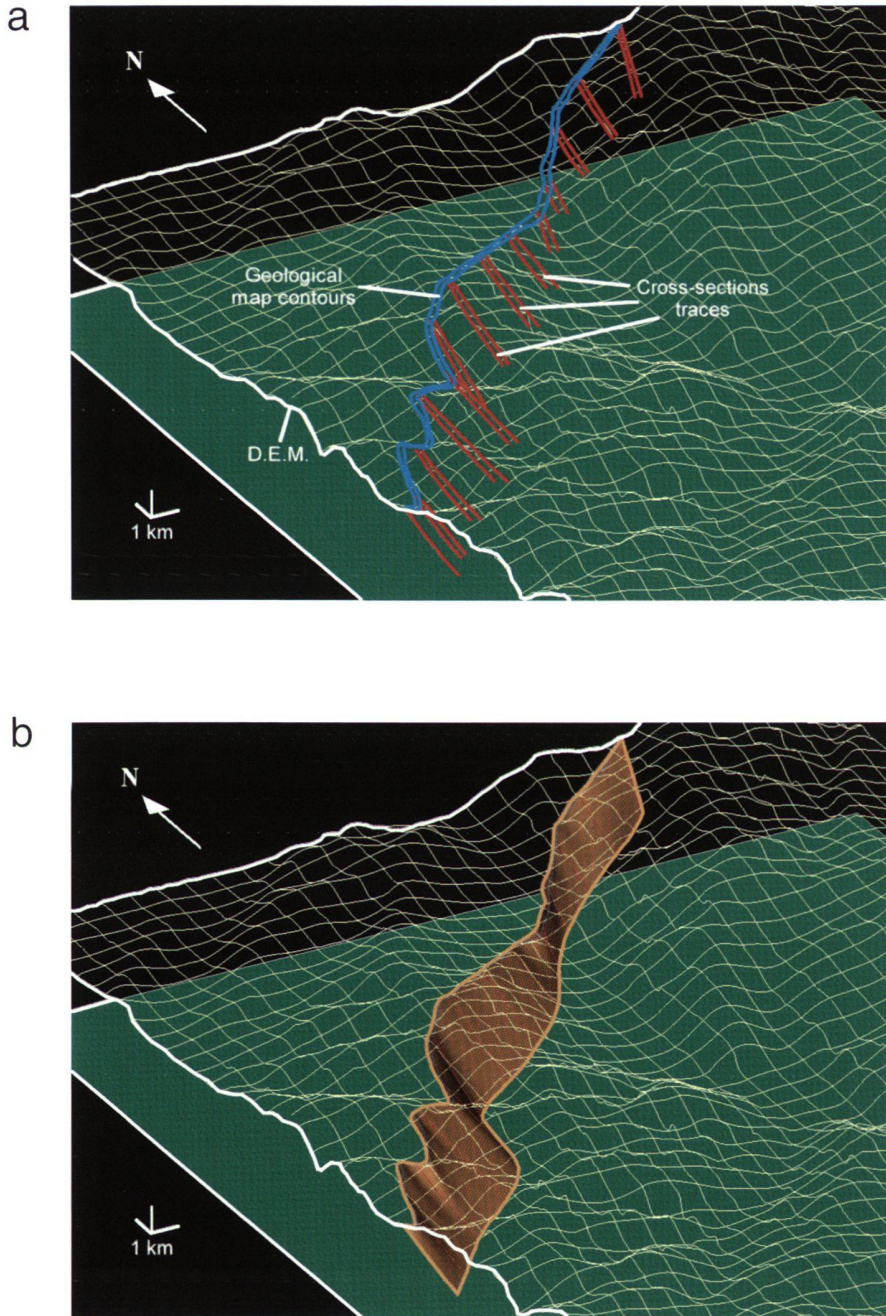 a
N
Geological
map contours
Cross-sections
traces
D.E.M.
1 km
b
N
1 km